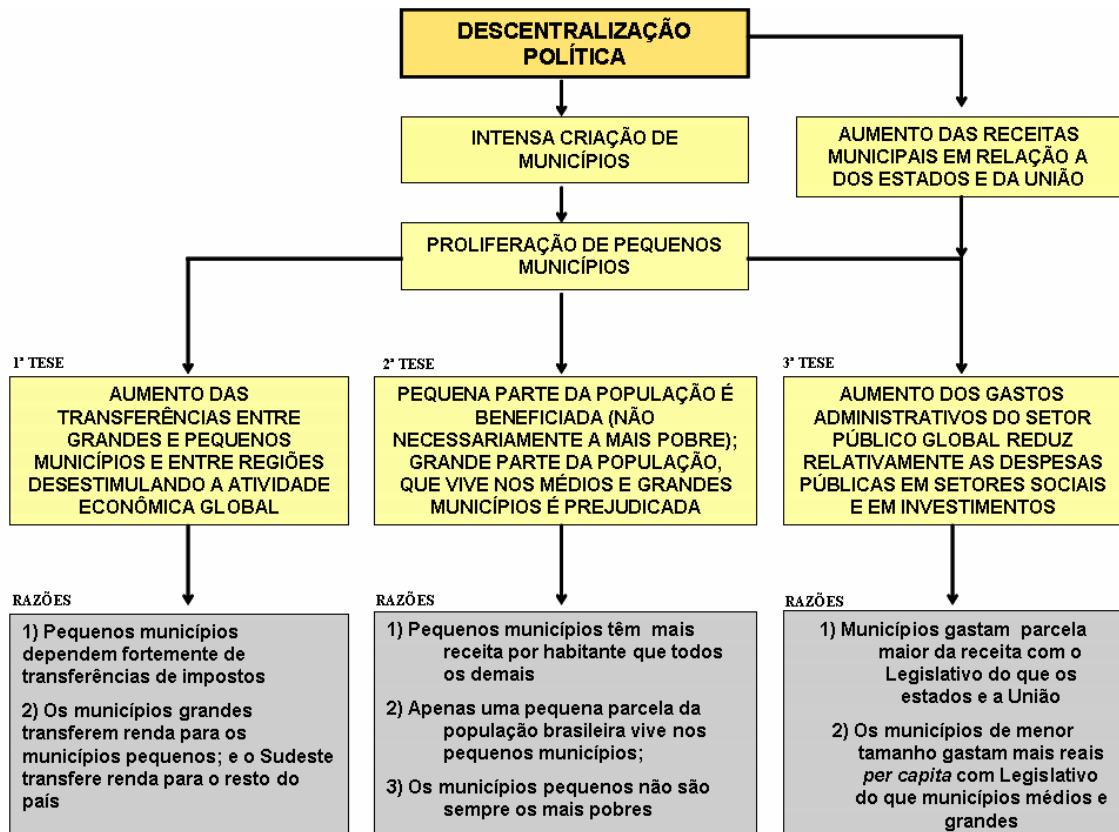 DESCENTRALIZAÇÃO
POLÍTICA
INTENSA CRIAÇÃO DE
MUNICÍPIOS
AUMENTO DAS RECEITAS
MUNICIPAIS EM RELAÇÃO A
DOS ESTADOS E DA UNIÃO
PROLIFERAÇÃO DE PEQUENOS
MUNICÍPIOS
1ª TESE
AUMENTO DAS
TRANSFERÊNCIAS ENTRE
GRANDES E PEQUENOS
MUNICÍPIOS E ENTRE REGIÕES
DESESTIMULANDO A ATIVIDADE
ECONÔMICA GLOBAL
2ª TESE
PEQUENA PARTE DA POPULAÇÃO É
BENEFICIADA (NÃO
NECESSARIAMENTE A MAIS POBRE);
GRANDE PARTE DA POPULAÇÃO,
QUE VIVE NOS MÉDIOS E GRANDES
MUNICÍPIOS É PREJUDICADA
3ª TESE
AUMENTO DOS GASTOS
ADMINISTRATIVOS DO SETOR
PÚBLICO GLOBAL REDUZ
RELATIVAMENTE AS DESPESAS
PÚBLICAS EM SETORES SOCIAIS
E EM INVESTIMENTOS
RAZÕES
1) Pequenos municípios
dependem fortemente de
transferências de impostos
2) Os municípios grandes
transferem renda para os
municípios pequenos; e o Sudeste
transfere renda para o resto do
país
RAZÕES
1) Pequenos municípios têm mais
receita por habitante que todos
os demais
2) Apenas uma pequena parcela da
população brasileira vive nos
pequenos municípios;
3) Os municípios pequenos não são
sempre os mais pobres
RAZÕES
1) Municípios gastam parcela
maior da receita com o
Legislativo do que os
estados e a União
2) Os municípios de menor
tamanho gastam mais reais
per capita com Legislativo
do que municípios médios e
grandes